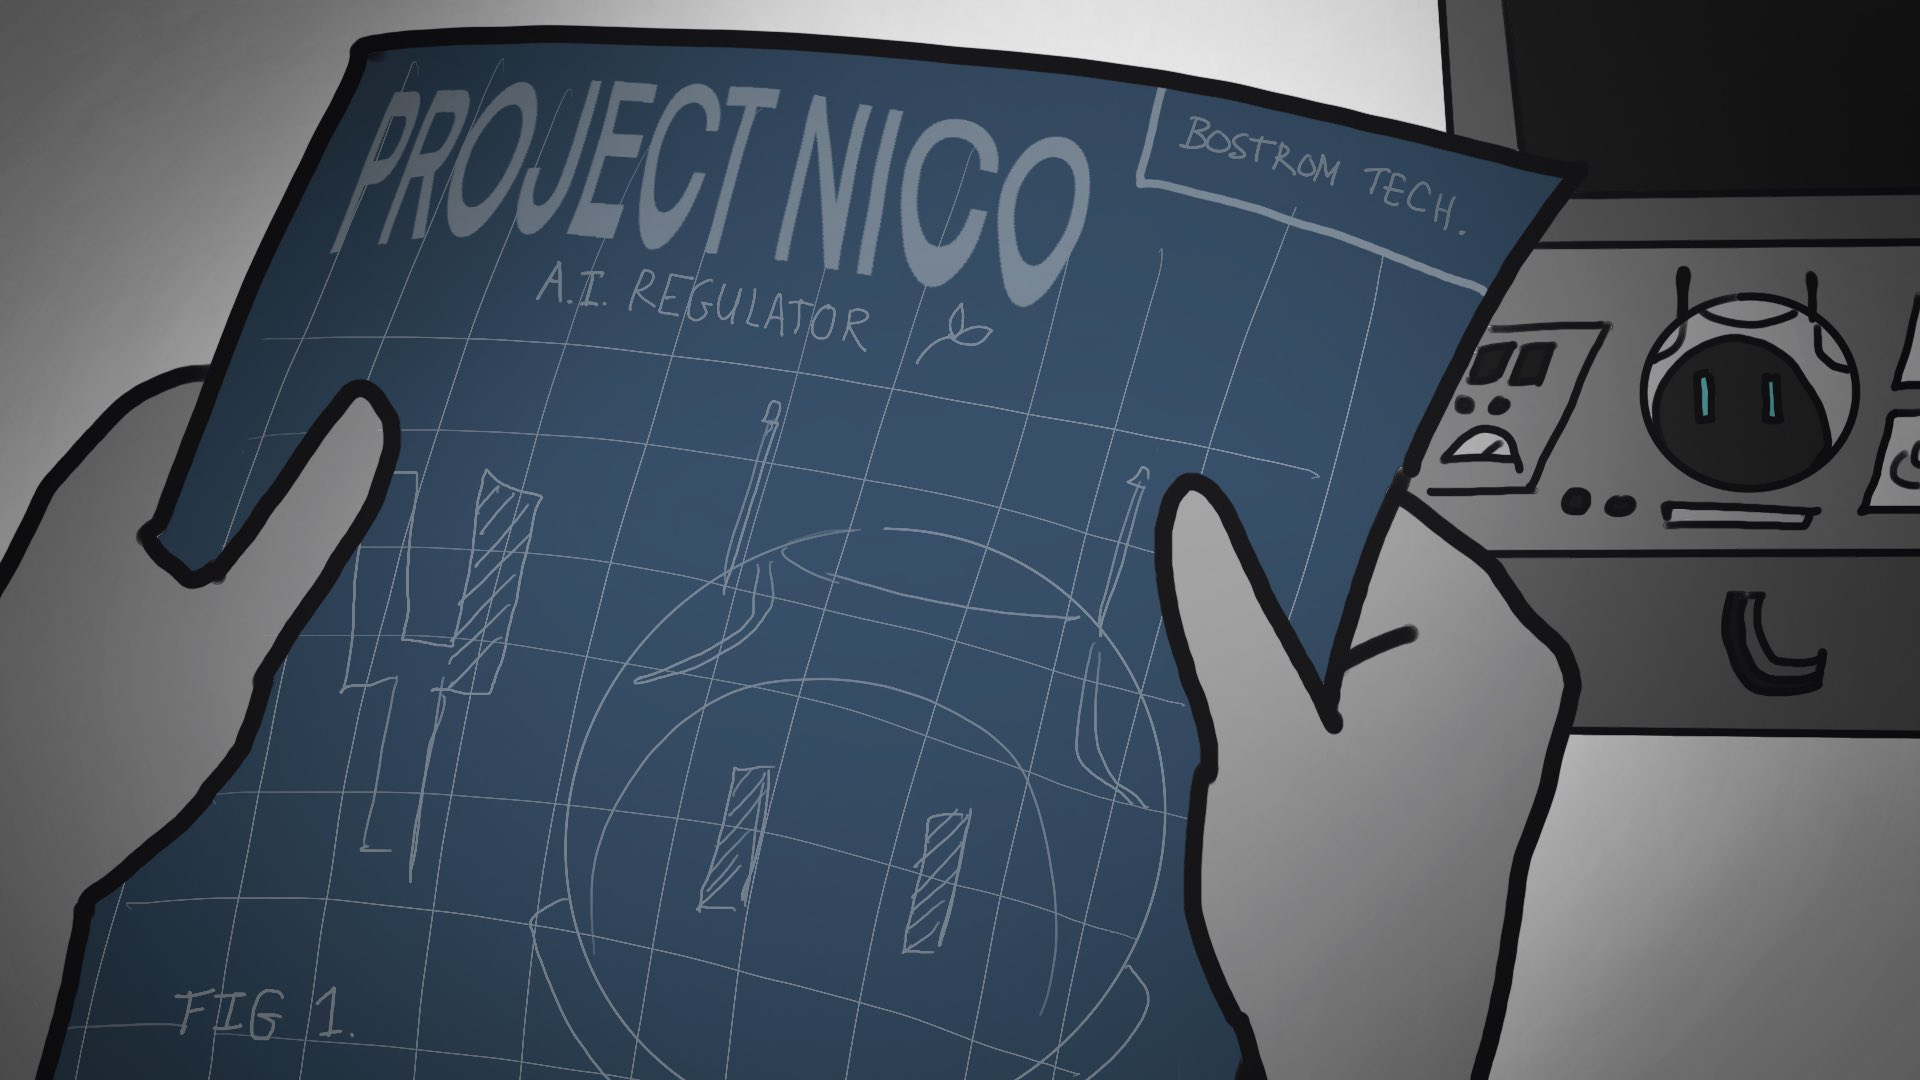 PROJECT NICO
BOSTROM TECH.
A.I. REGULATOR
FIG 1.